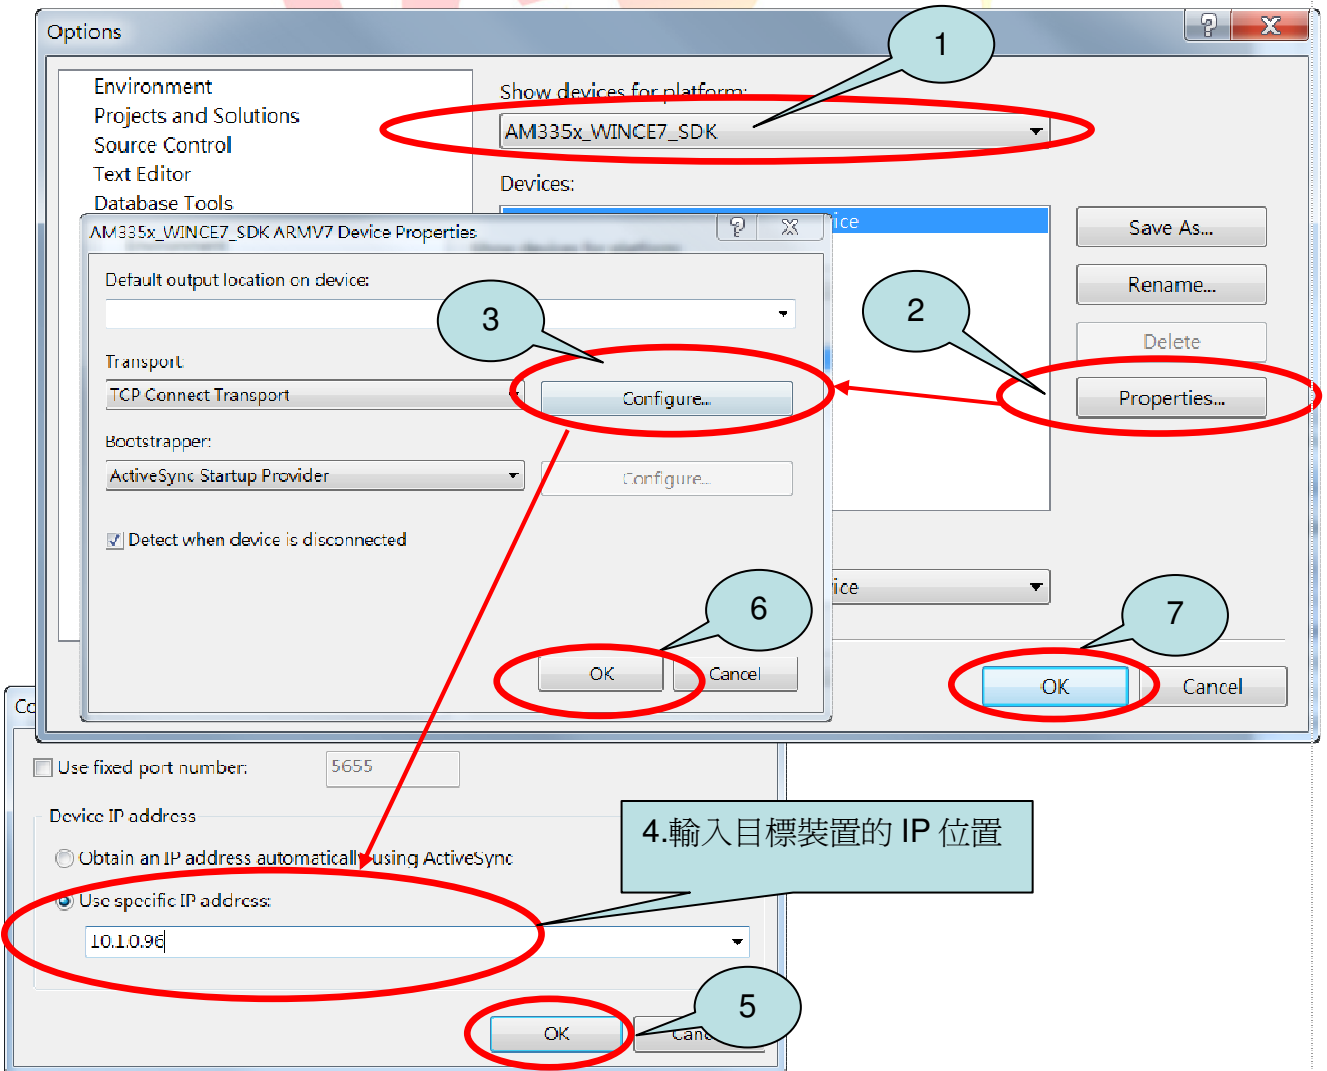 Options
1
Environment
Projects and Solutions
Source Control
Text Editor
Database Tools
Show devices for platform:
AM335x_WINCE7_SDK
Devices:
Save As...
Rename...
Delete
Properties...
2
AM335x_WINCE7_SDK ARMV7 Device Properties
Default output location on device:
3
Transport:
TCP Connect Transport
Configure...
Bootstrapper:
ActiveSync Startup Provider
Configure...
Detect when device is disconnected
6
OK
Cancel
7
OK
Cancel
Use fixed port number:
5655
Device IP address
Obtain an IP address automatically using ActiveSync
Use specific IP address:
10.1.0.96
4.輸入目標裝置的 IP 位置
5
OK